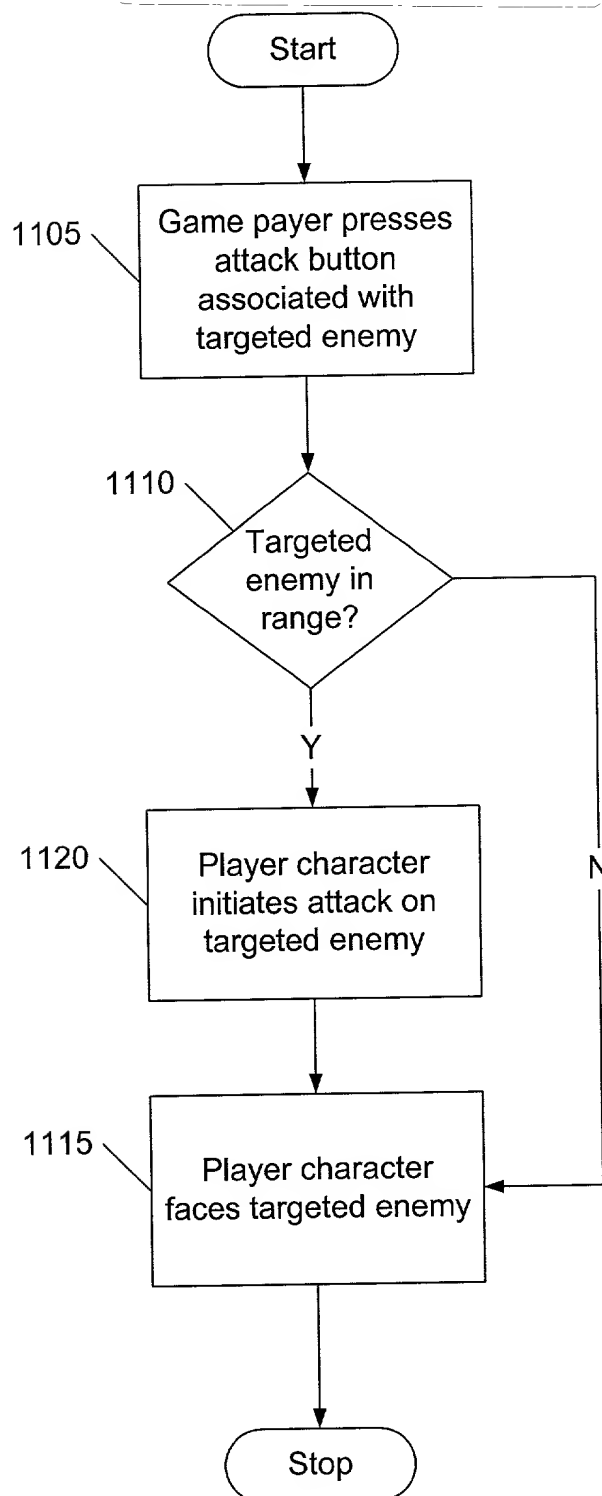 Start
1105
Game payer presses
attack button
associated with
targeted enemy
1110
Targeted
enemy in
range?
Y
N
1120
Player character
initiates attack on
targeted enemy
1115
Player character
faces targeted enemy
Stop